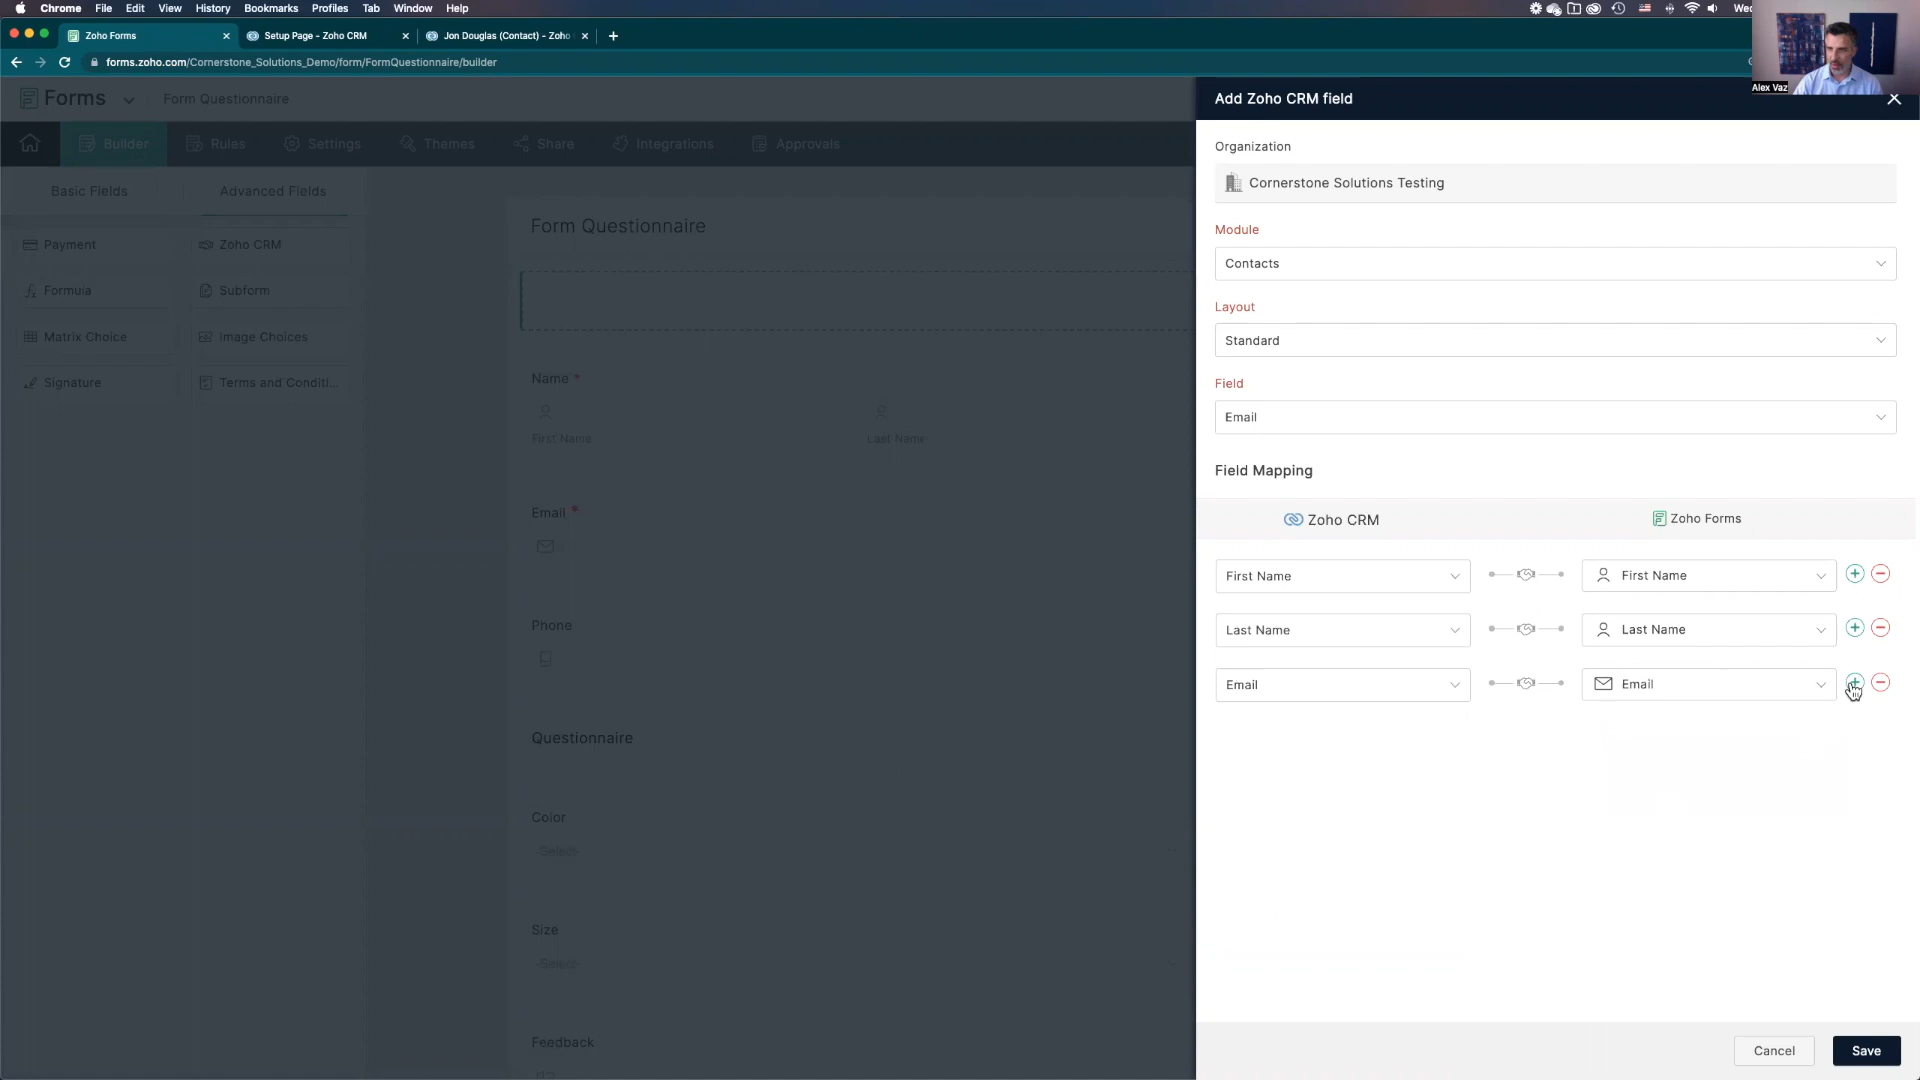 Chrome File Edit View History Bookmarks Profiles Tab Window Help
Zoho Forms
Setup Page - Zoho CRM
Jon Douglas (Contact) - Zoho
forms.zoho.com/Cornerstone_Solutions_Demo/form/FormQuestionnaire/builder
Alex Vaz
Forms
Form Questionnaire
Builder
Rules
Settings
Themes
Share
Integrations
Approvals
Basic Fields
Advanced Fields
Payment
Zoho CRM
Formula
Subform
Matrix Choice
Image Choices
Signature
Terms and Conditi...
Form Questionnaire
Name *
First Name
Last Name
Email *
Phone
Questionnaire
Color
-Select-
Size
-Select-
Feedback
Add Zoho CRM field
Organization
Cornerstone Solutions Testing
Module
Contacts
Layout
Standard
Field
Email
Field Mapping
Zoho CRM
Zoho Forms
First Name
First Name
Last Name
Last Name
Email
Email
Cancel
Save